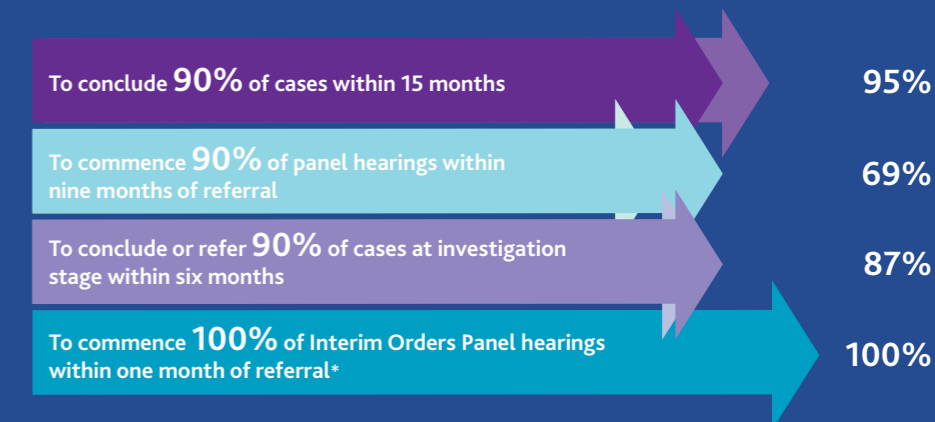 To conclude 90% of cases within 15 months
95%
To commence 90% of panel hearings within
nine months of referral
69%
To conclude or refer 90% of cases at investigation
stage within six months
87%
To commence 100% of Interim Orders Panel hearings
within one month of referral*
100%